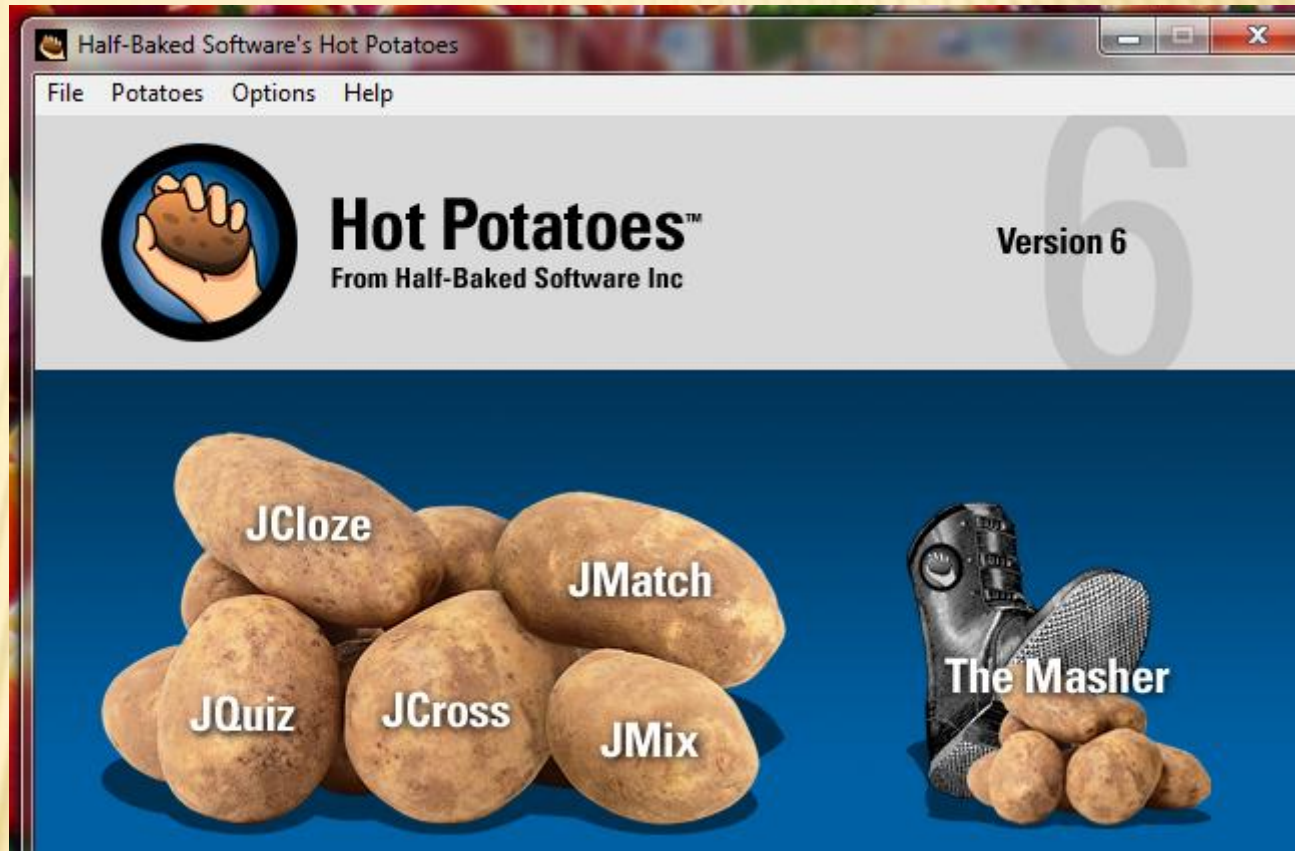 Half-Baked Software's Hot Potatoes
File Potatoes Options Help
Hot Potatoes™
From Half-Baked Software Inc
6
Version 6
JCloze
JMatch
JQuiz
JCross
JMix
The Masher